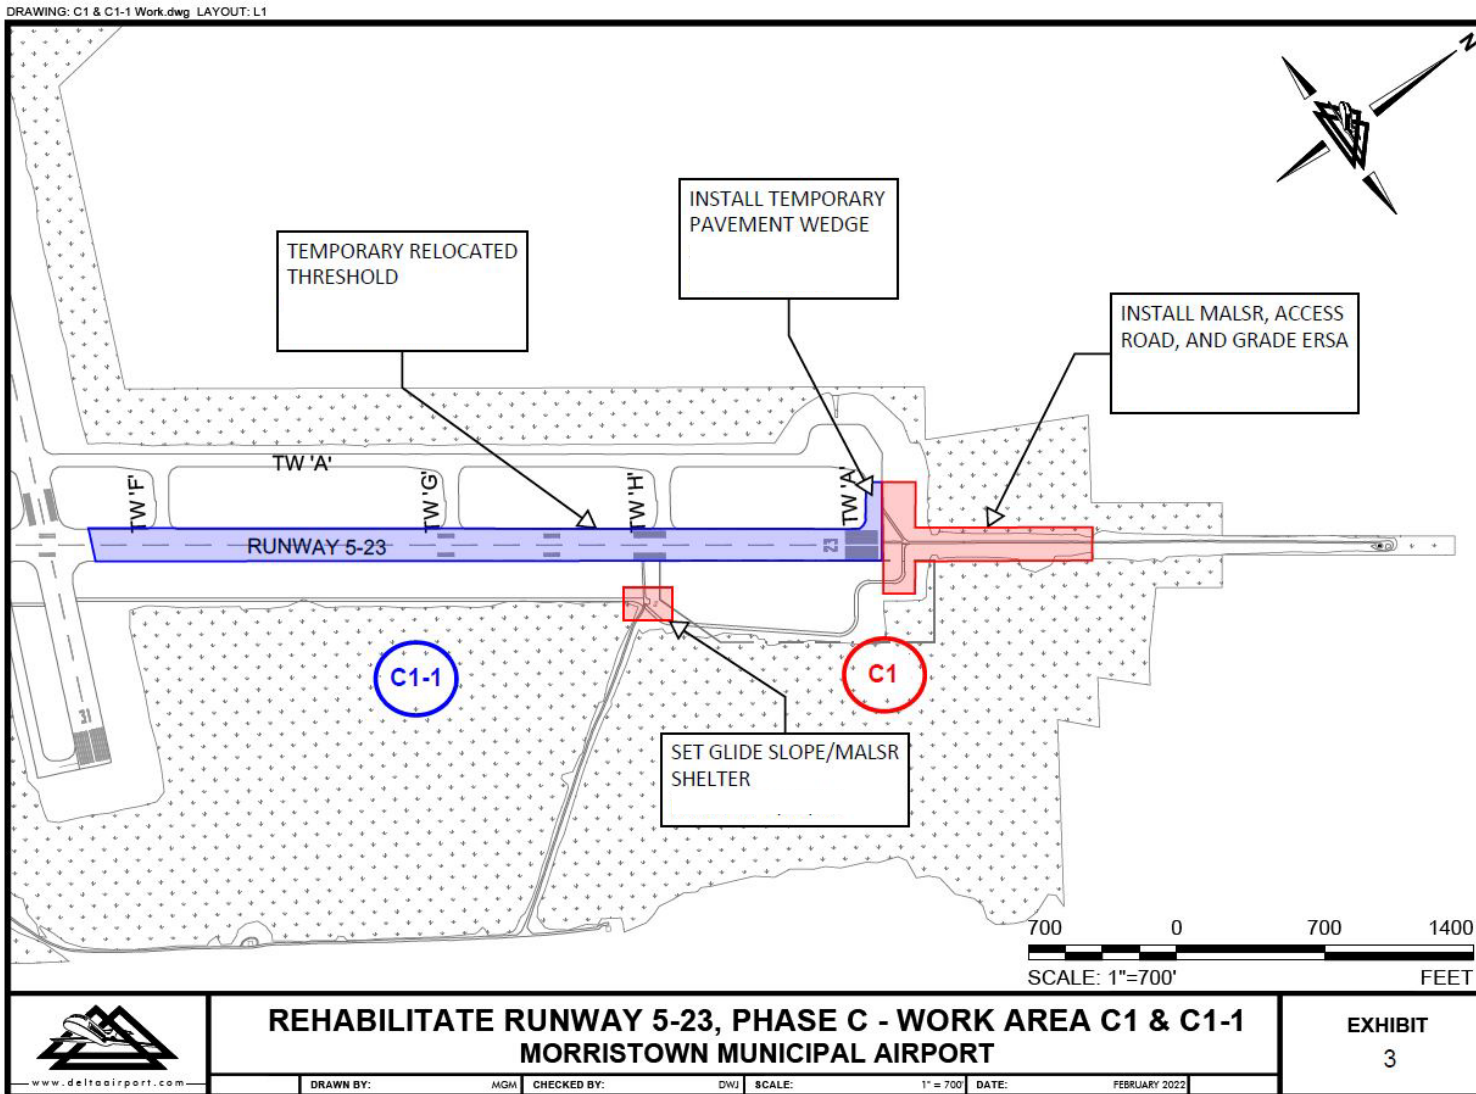 DRAWING: C1 & C1-1 Work.dwg LAYOUT: L1
N
INSTALL TEMPORARY
PAVEMENT WEDGE
TEMPORARY RELOCATED
THRESHOLD
INSTALL MALSR, ACCESS
ROAD, AND GRADE ERSA
TW 'A'
TW 'F'
TW 'G'
TW 'H'
TW 'A'
RUNWAY 5-23
23
31
C1-1
C1
SET GLIDE SLOPE/MALSR
SHELTER
700 0 700 1400
SCALE: 1"=700' FEET
REHABILITATE RUNWAY 5-23, PHASE C - WORK AREA C1 & C1-1
MORRISTOWN MUNICIPAL AIRPORT
EXHIBIT
3
www.deltaairport.com
DRAWN BY: MGM CHECKED BY: DWJ SCALE: 1" = 700' DATE: FEBRUARY 2022